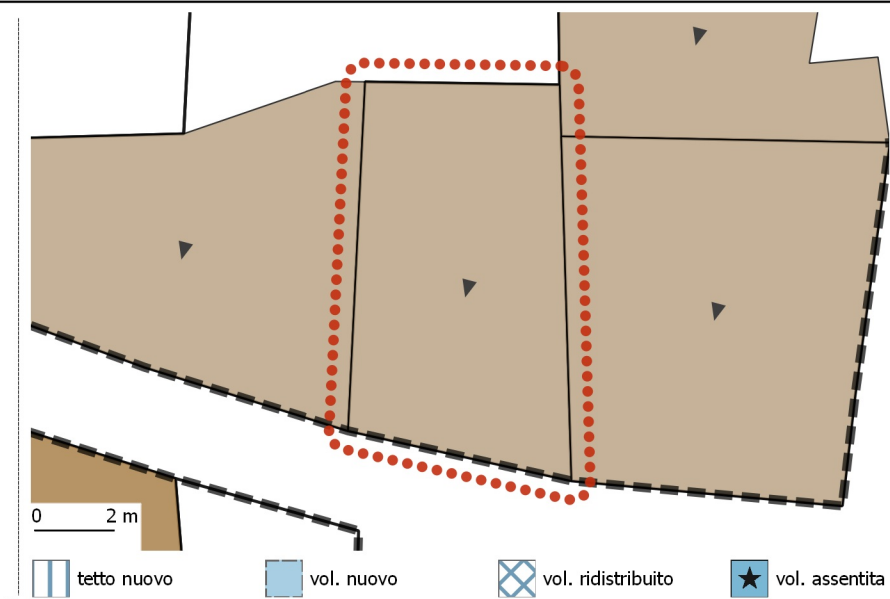 0 2 m
tetto nuovo
vol. nuovo
vol. ridistribuito
vol. assentita